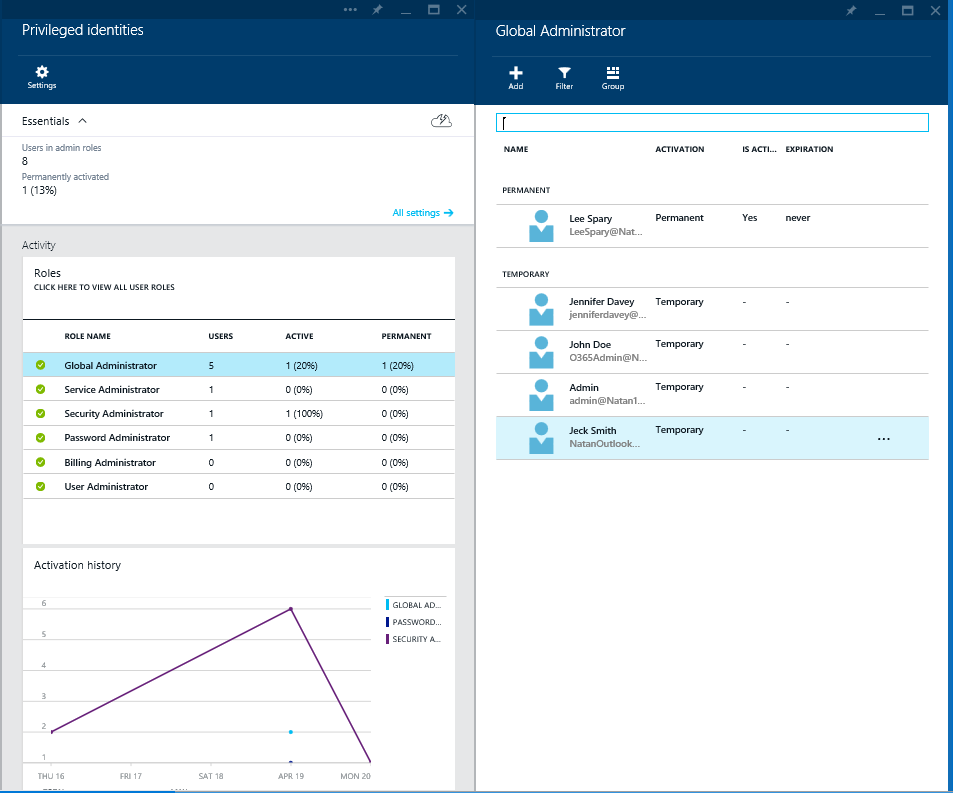 Privileged identities
Settings
Essentials
Users in admin roles
8
Permanently activated
1 (13%)
All settings
Activity
Roles
CLICK HERE TO VIEW ALL USER ROLES
ROLE NAME USERS ACTIVE PERMANENT
Global Administrator 5 1 (20%) 1 (20%)
Service Administrator 1 0 (0%) 0 (0%)
Security Administrator 1 1 (100%) 0 (0%)
Password Administrator 1 0 (0%) 0 (0%)
Billing Administrator 0 0 (0%) 0 (0%)
User Administrator 0 0 (0%) 0 (0%)
Activation history
6
5
4
3
2
1
THU 16 FRI 17 SAT 18 APR 19 MON 20
GLOBAL AD...
PASSWORD...
SECURITY A...
Global Administrator
Add Filter Group
NAME ACTIVATION IS ACTI... EXPIRATION
PERMANENT
Lee Spary Permanent Yes never
LeeSpary@Nat...
TEMPORARY
Jennifer Davey Temporary - -
jenniferdavey@...
John Doe Temporary - -
O365Admin@N...
Admin Temporary - -
admin@Natan1...
Jeck Smith Temporary - - ...
NatanOutlook...